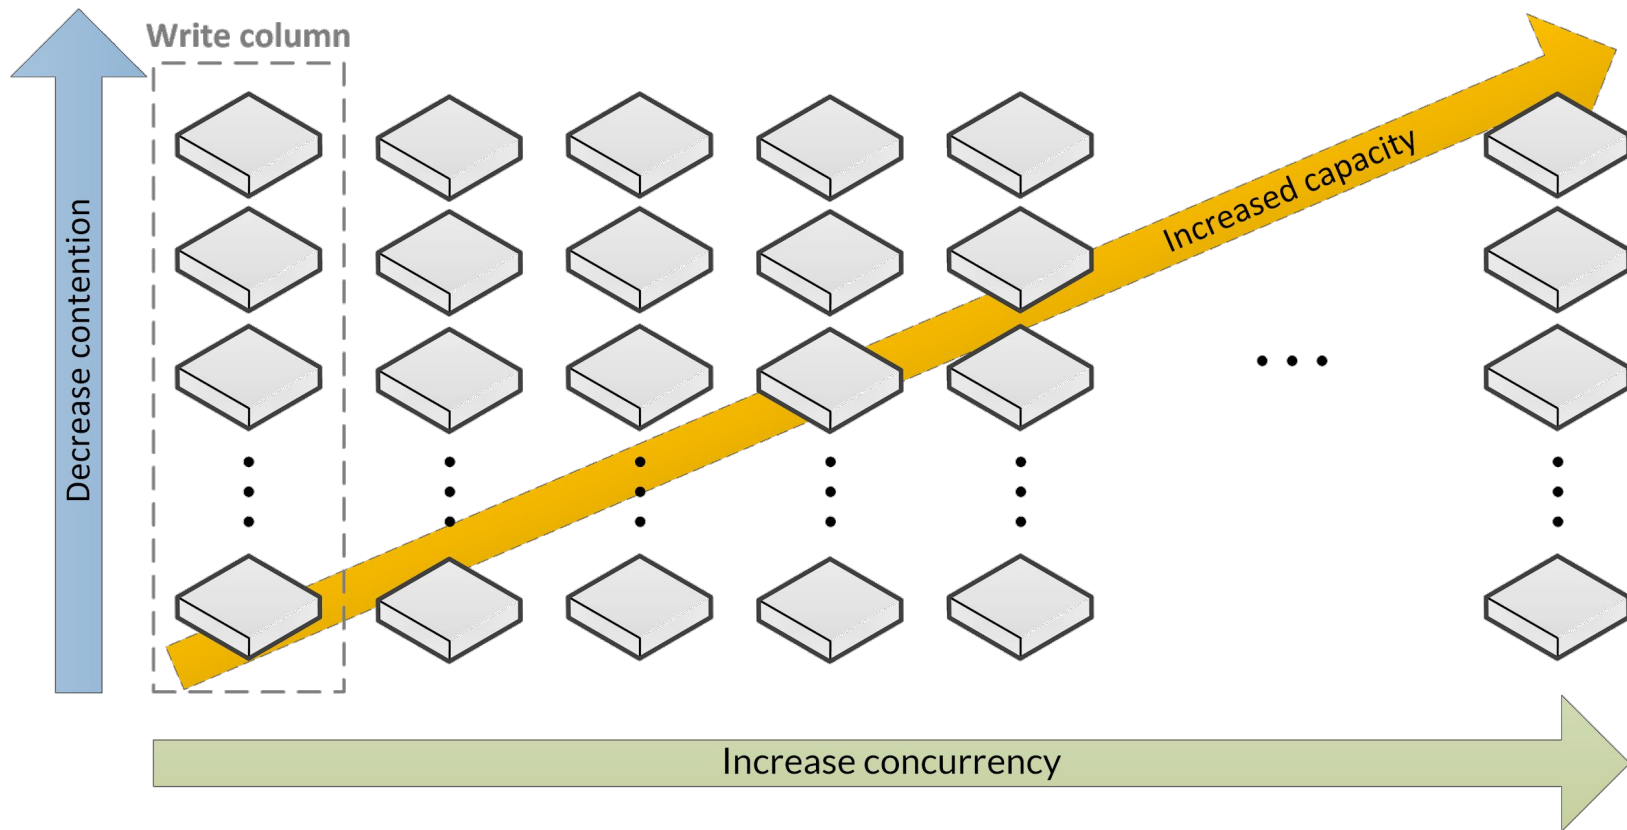 Write column
Decrease contention
Increased capacity
Increase concurrency